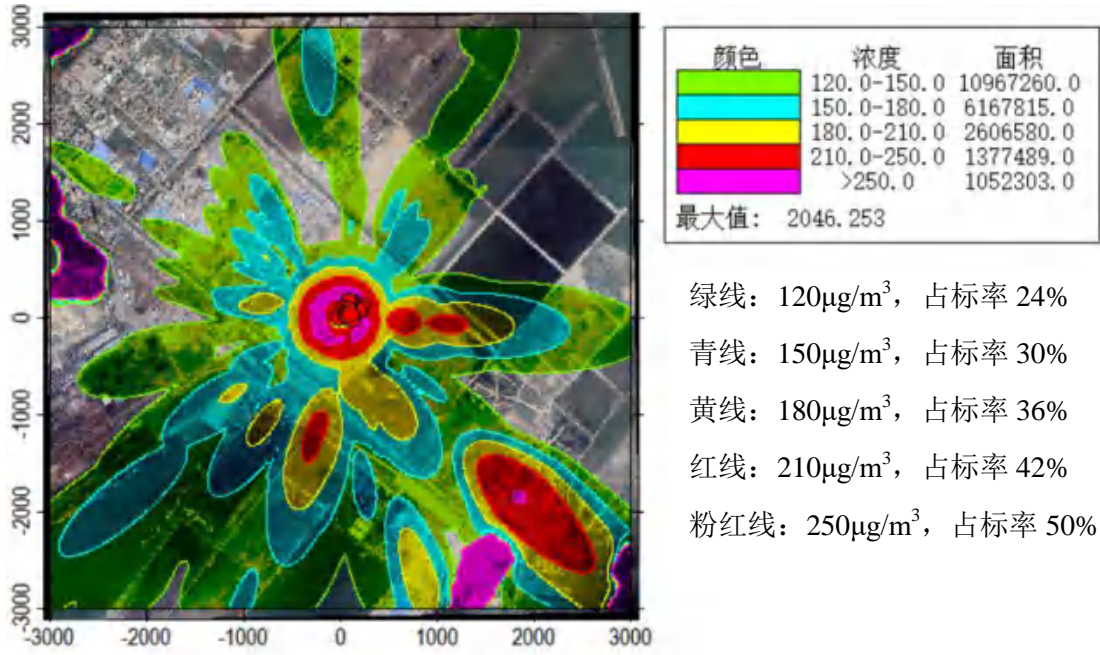 3000
2000
1000
0
-1000
-2000
-3000
-3000 -2000 -1000 0 1000 2000 3000
颜色 浓度 面积
120.0-150.0 10967260.0
150.0-180.0 6167815.0
180.0-210.0 2606580.0
210.0-250.0 1377489.0
>250.0 1052303.0
最大值: 2046.253
绿线：120μg/m³，占标率 24%
青线：150μg/m³，占标率 30%
黄线：180μg/m³，占标率 36%
红线：210μg/m³，占标率 42%
粉红线：250μg/m³，占标率 50%